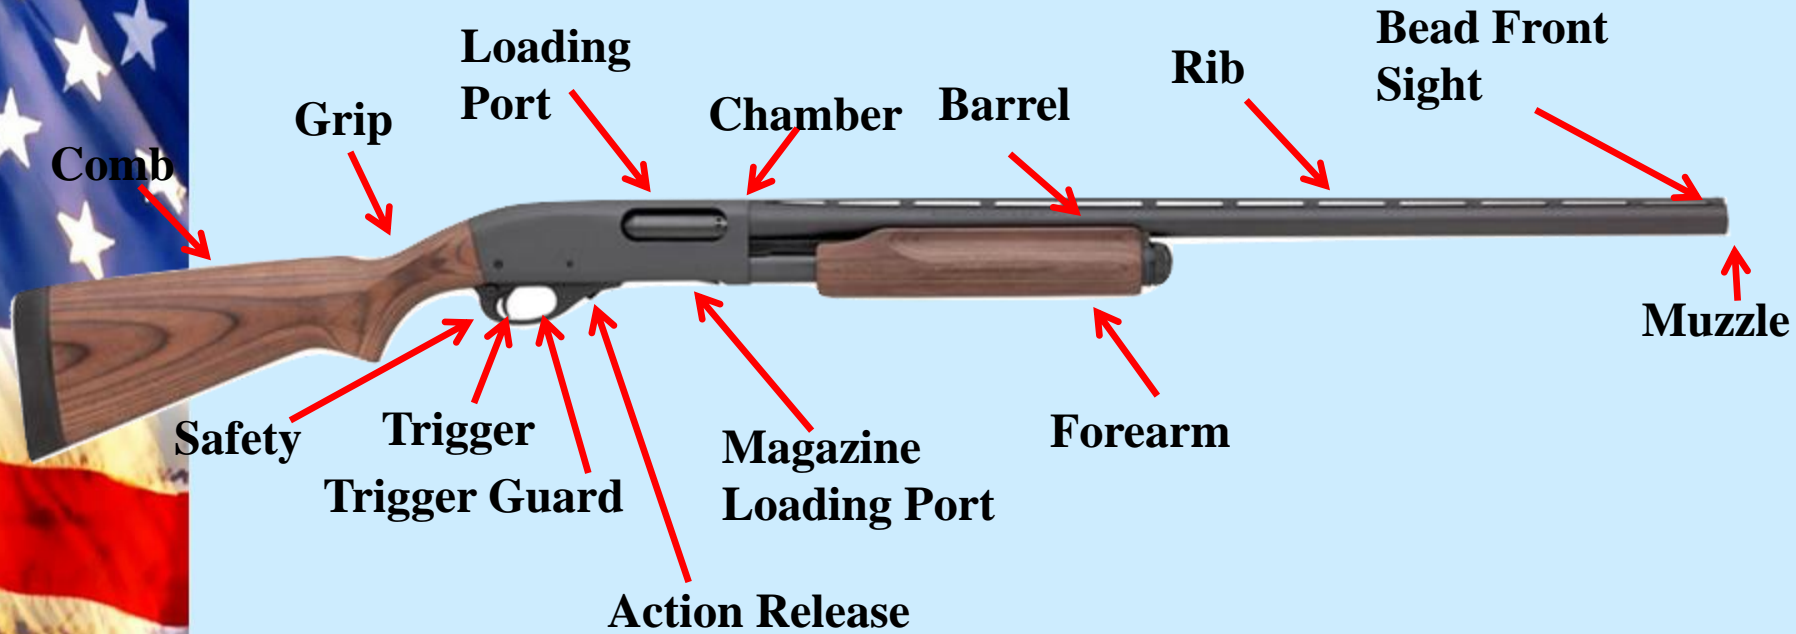 Loading
Port
Bead Front
Sight
Rib
Grip
Chamber
Barrel
Comb
Muzzle
Safety
Trigger
Magazine
Loading Port
Forearm
Trigger Guard
Action Release